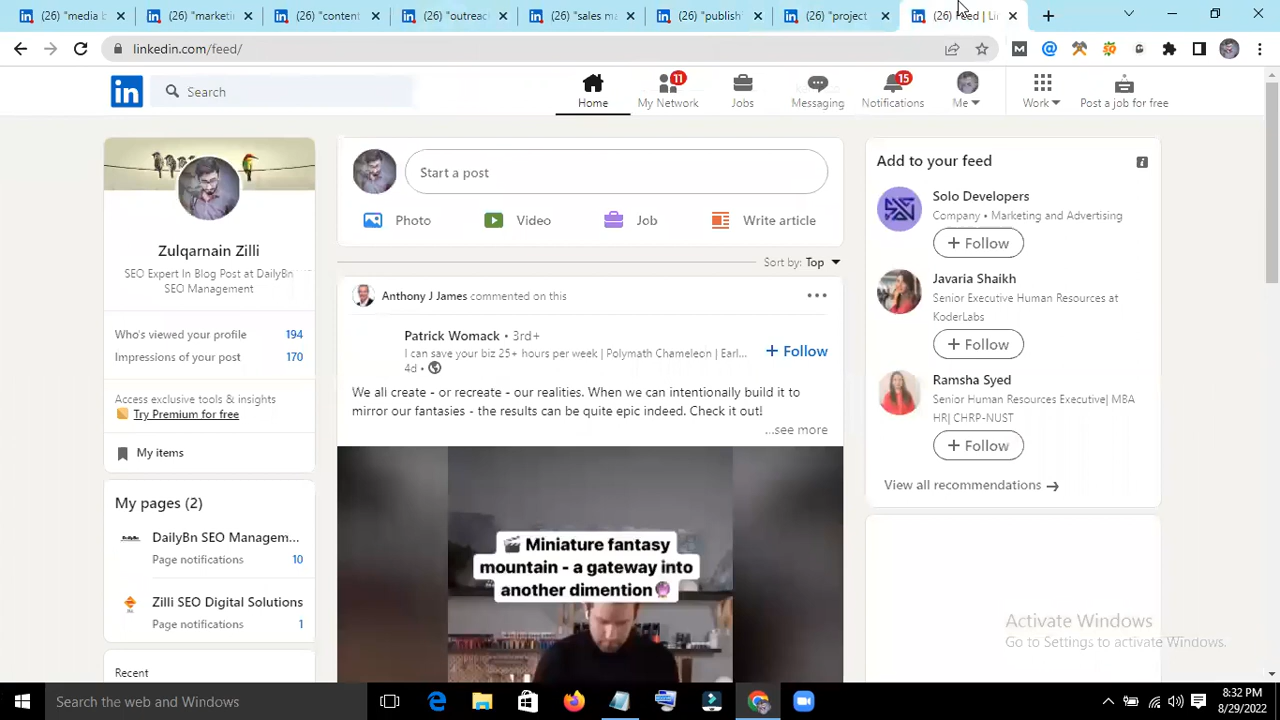 (26) "media b
(26) "marketi
(26) "content
(26) "outreac
(26) "sales ma
(26) "publish
(26) "project
(26) Feed | Li
linkedin.com/feed/
in
Search
Home
11
My Network
Jobs
Messaging
15
Notifications
Me
Work
Post a job for free
Zulqarnain Zilli
SEO Expert In Blog Post at DailyBn
SEO Management
Who's viewed your profile 194
Impressions of your post 170
Access exclusive tools & insights
Try Premium for free
My items
My pages (2)
DailyBn SEO Managem...
Page notifications 10
Zilli SEO Digital Solutions
Page notifications 1
Recent
Start a post
Photo
Video
Job
Write article
Sort by: Top
Anthony J James commented on this
Patrick Womack • 3rd+
I can save your biz 25+ hours per week | Polymath Chameleon | Earl...
4d •
+ Follow
We all create - or recreate - our realities. When we can intentionally build it to
mirror our fantasies - the results can be quite epic indeed. Check it out!
...see more
Miniature fantasy
mountain - a gateway into
another dimention
Add to your feed
Solo Developers
Company • Marketing and Advertising
+ Follow
Javaria Shaikh
Senior Executive Human Resources at
KoderLabs
+ Follow
Ramsha Syed
Senior Human Resources Executive| MBA
HR| CHRP-NUST
+ Follow
View all recommendations →
Activate Windows
Go to Settings to activate Windows.
Search the web and Windows
8:32 PM
8/29/2022